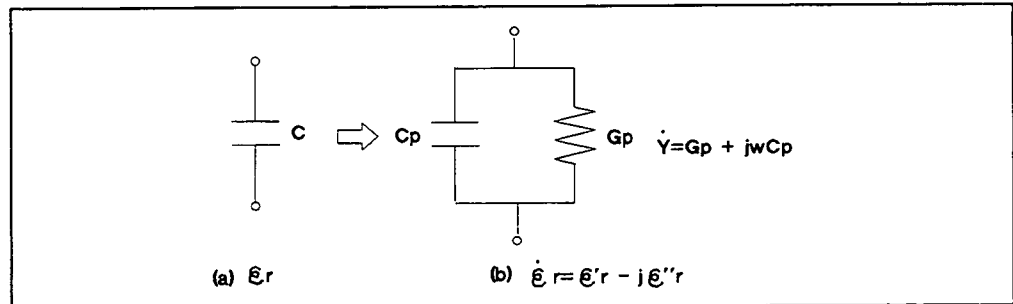 C
Cp
Gp
Ẏ=Gp + jwCp
(a) εr
(b) ε̇r= ε'r - jε''r